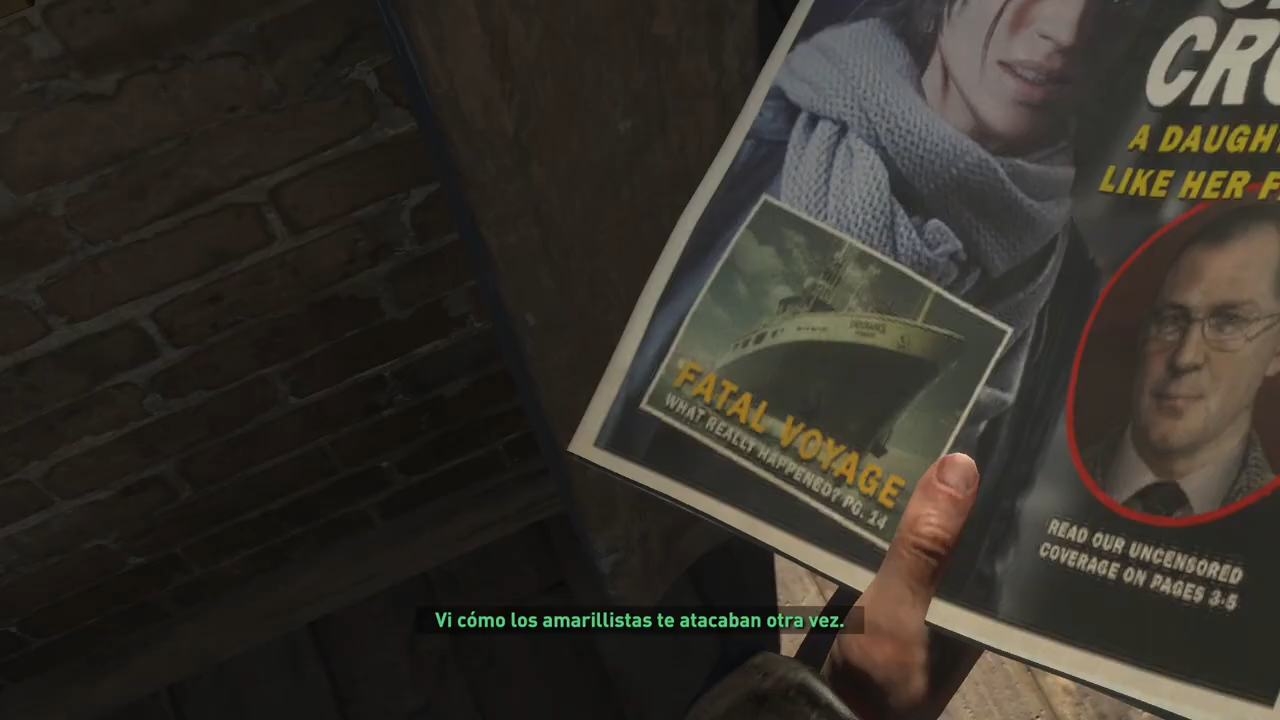 CR
A DAUGH
LIKE HER F
ENDURANCE
FATAL VOYAGE
WHAT REALLY HAPPENED? PG. 14
READ OUR UNCENSORED
COVERAGE ON PAGES 3-5
Vi cómo los amarillistas te atacaban otra vez.